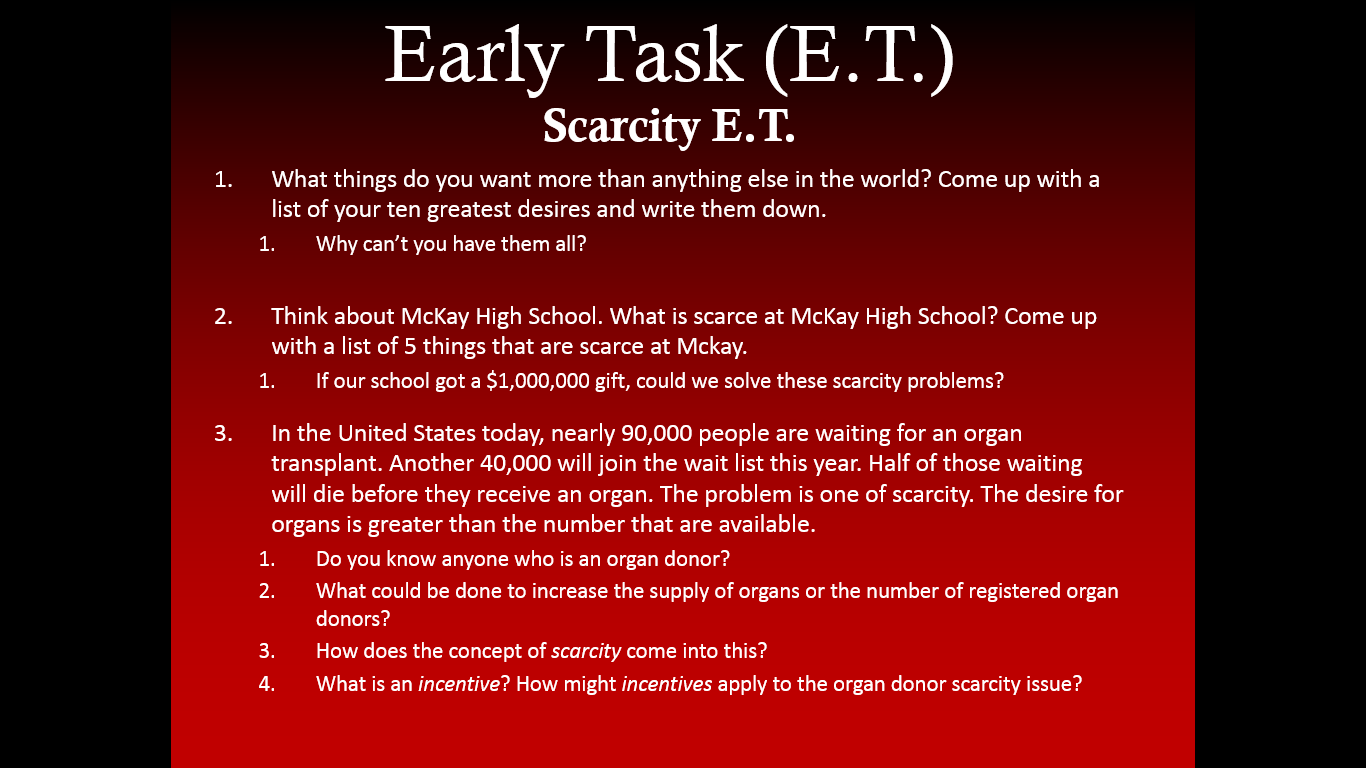 Early Task (E.T.)
Scarcity E.T.
1. What things do you want more than anything else in the world? Come up with a
list of your ten greatest desires and write them down.
1. Why can’t you have them all?
2. Think about McKay High School. What is scarce at McKay High School? Come up
with a list of 5 things that are scarce at Mckay.
1. If our school got a $1,000,000 gift, could we solve these scarcity problems?
3. In the United States today, nearly 90,000 people are waiting for an organ
transplant. Another 40,000 will join the wait list this year. Half of those waiting
will die before they receive an organ. The problem is one of scarcity. The desire for
organs is greater than the number that are available.
1. Do you know anyone who is an organ donor?
2. What could be done to increase the supply of organs or the number of registered organ
donors?
3. How does the concept of scarcity come into this?
4. What is an incentive? How might incentives apply to the organ donor scarcity issue?